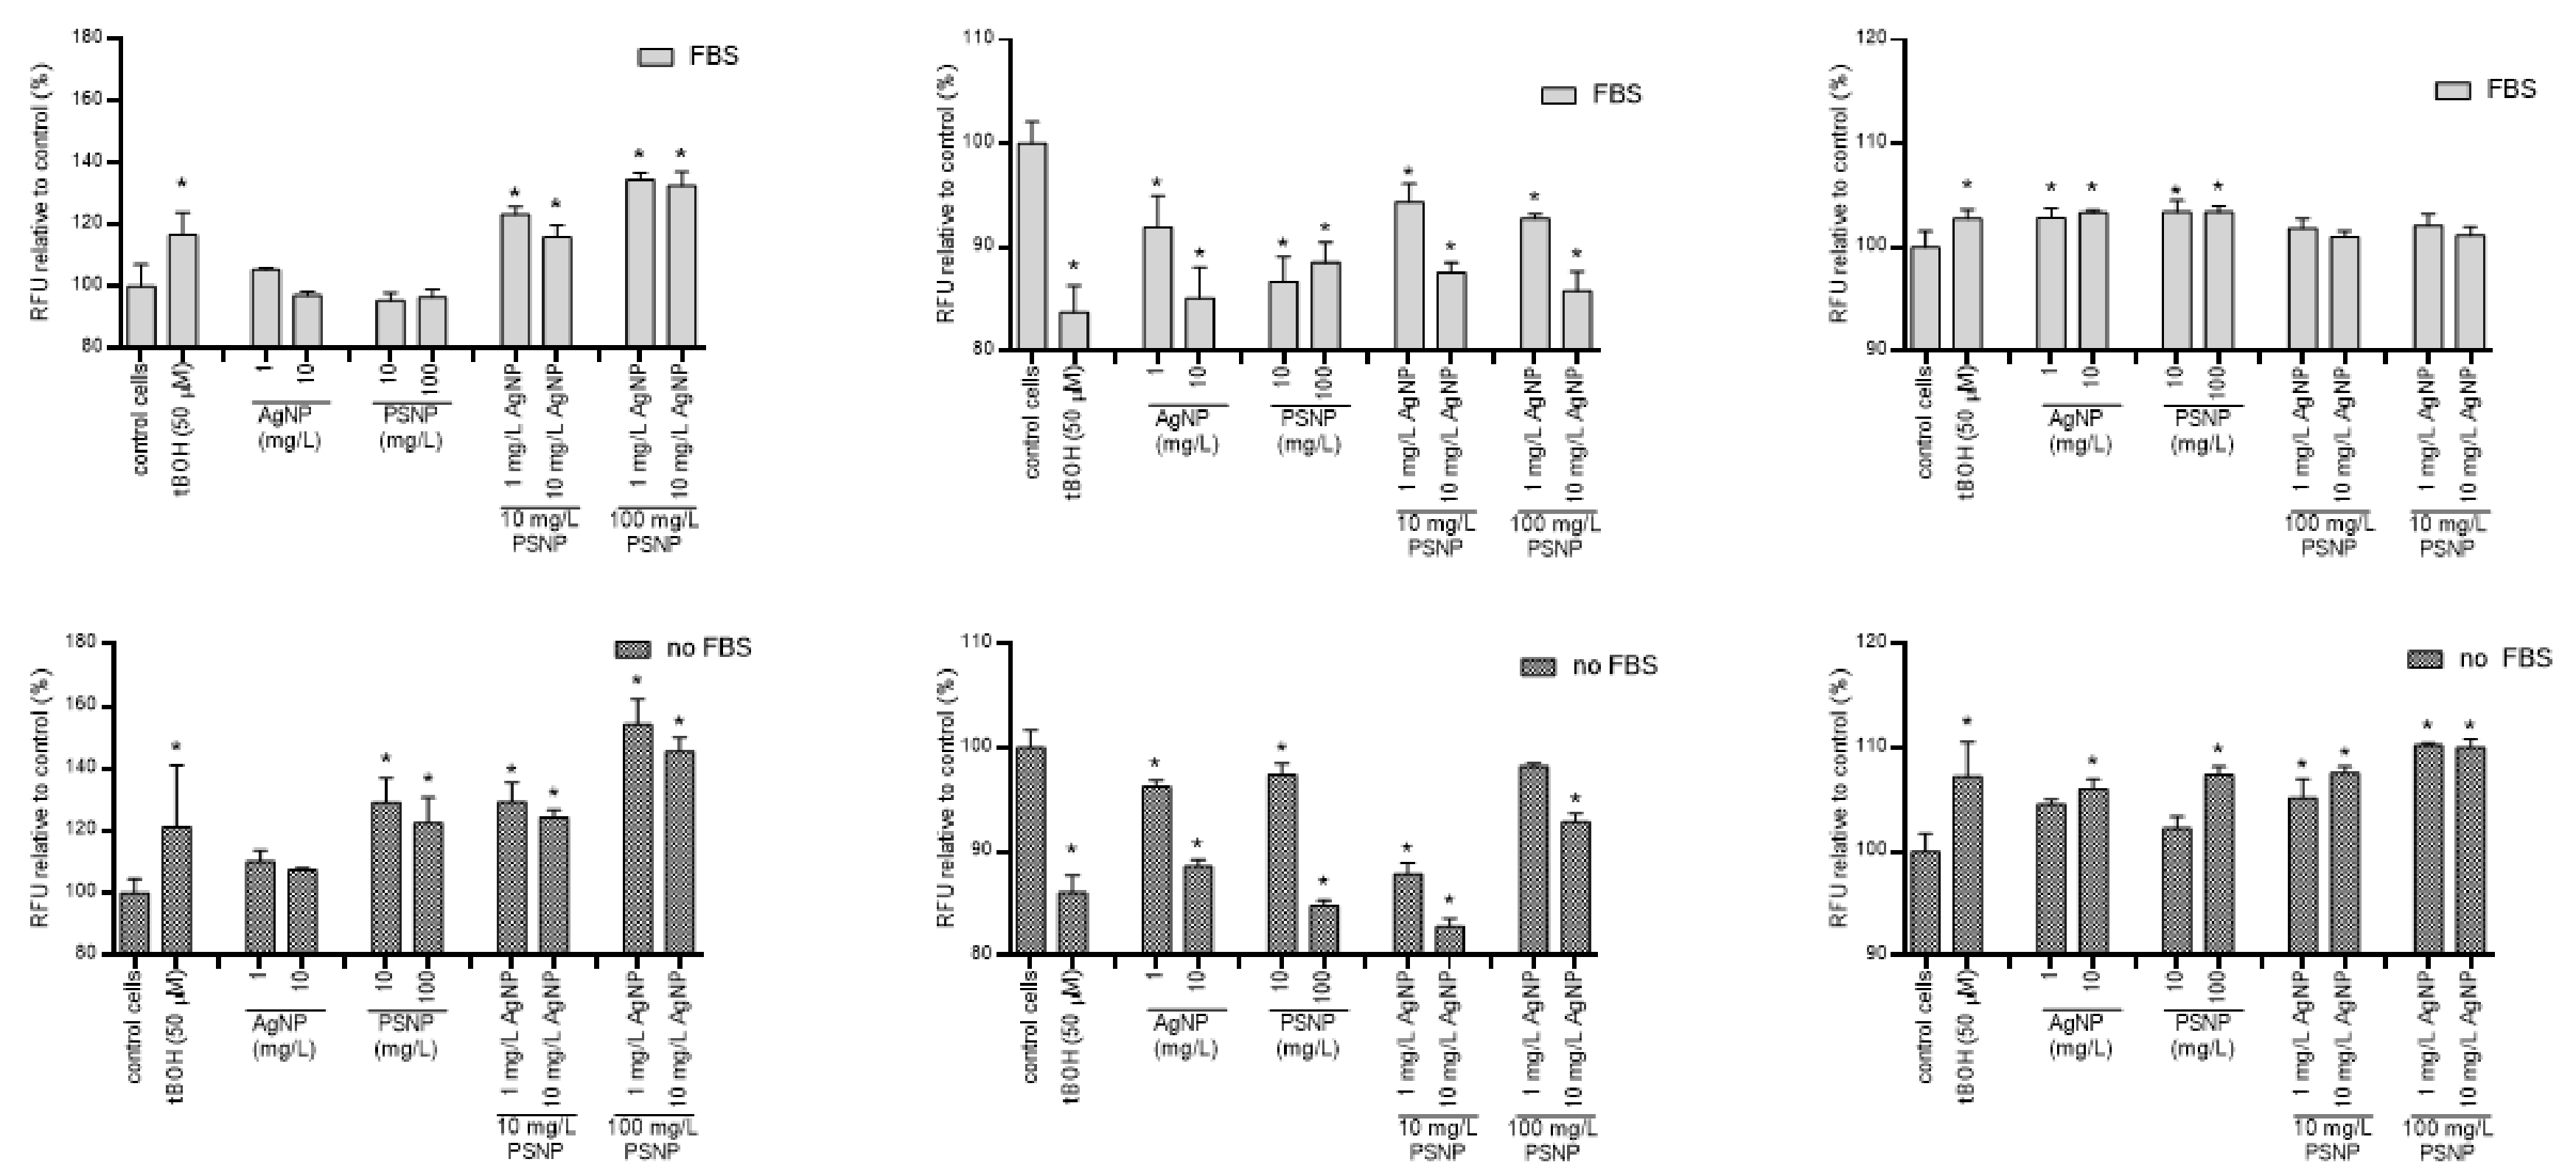 180
160
140
120
100
80
RFU relative to control (%)
FBS
control cells
tBOH (50 µM)
1
10
AgNP
(mg/L)
10
100
PSNP
(mg/L)
1 mg/L AgNP
10 mg/L AgNP
10 mg/L
PSNP
1 mg/L AgNP
10 mg/L AgNP
100 mg/L
PSNP
110
100
90
80
RFU relative to control (%)
FBS
control cells
tBOH (50 µM)
1
10
AgNP
(mg/L)
10
100
PSNP
(mg/L)
1 mg/L AgNP
10 mg/L AgNP
10 mg/L
PSNP
1 mg/L AgNP
10 mg/L AgNP
100 mg/L
PSNP
120
110
100
90
RFU relative to control (%)
FBS
control cells
tBOH (50 µM)
1
10
AgNP
(mg/L)
10
100
PSNP
(mg/L)
1 mg/L AgNP
10 mg/L AgNP
100 mg/L
PSNP
1 mg/L AgNP
10 mg/L AgNP
10 mg/L
PSNP
180
160
140
120
100
80
RFU relative to control (%)
no FBS
control cells
tBOH (50 µM)
1
10
AgNP
(mg/L)
10
100
PSNP
(mg/L)
1 mg/L AgNP
10 mg/L AgNP
10 mg/L
PSNP
1 mg/L AgNP
10 mg/L AgNP
100 mg/L
PSNP
110
100
90
80
RFU relative to control (%)
no FBS
control cells
tBOH (50 µM)
1
10
AgNP
(mg/L)
10
100
PSNP
(mg/L)
1 mg/L AgNP
10 mg/L AgNP
10 mg/L
PSNP
1 mg/L AgNP
10 mg/L AgNP
100 mg/L
PSNP
120
110
100
90
RFU relative to control (%)
no FBS
control cells
tBOH (50 µM)
1
10
AgNP
(mg/L)
10
100
PSNP
(mg/L)
1 mg/L AgNP
10 mg/L AgNP
10 mg/L
PSNP
1 mg/L AgNP
10 mg/L AgNP
100 mg/L
PSNP